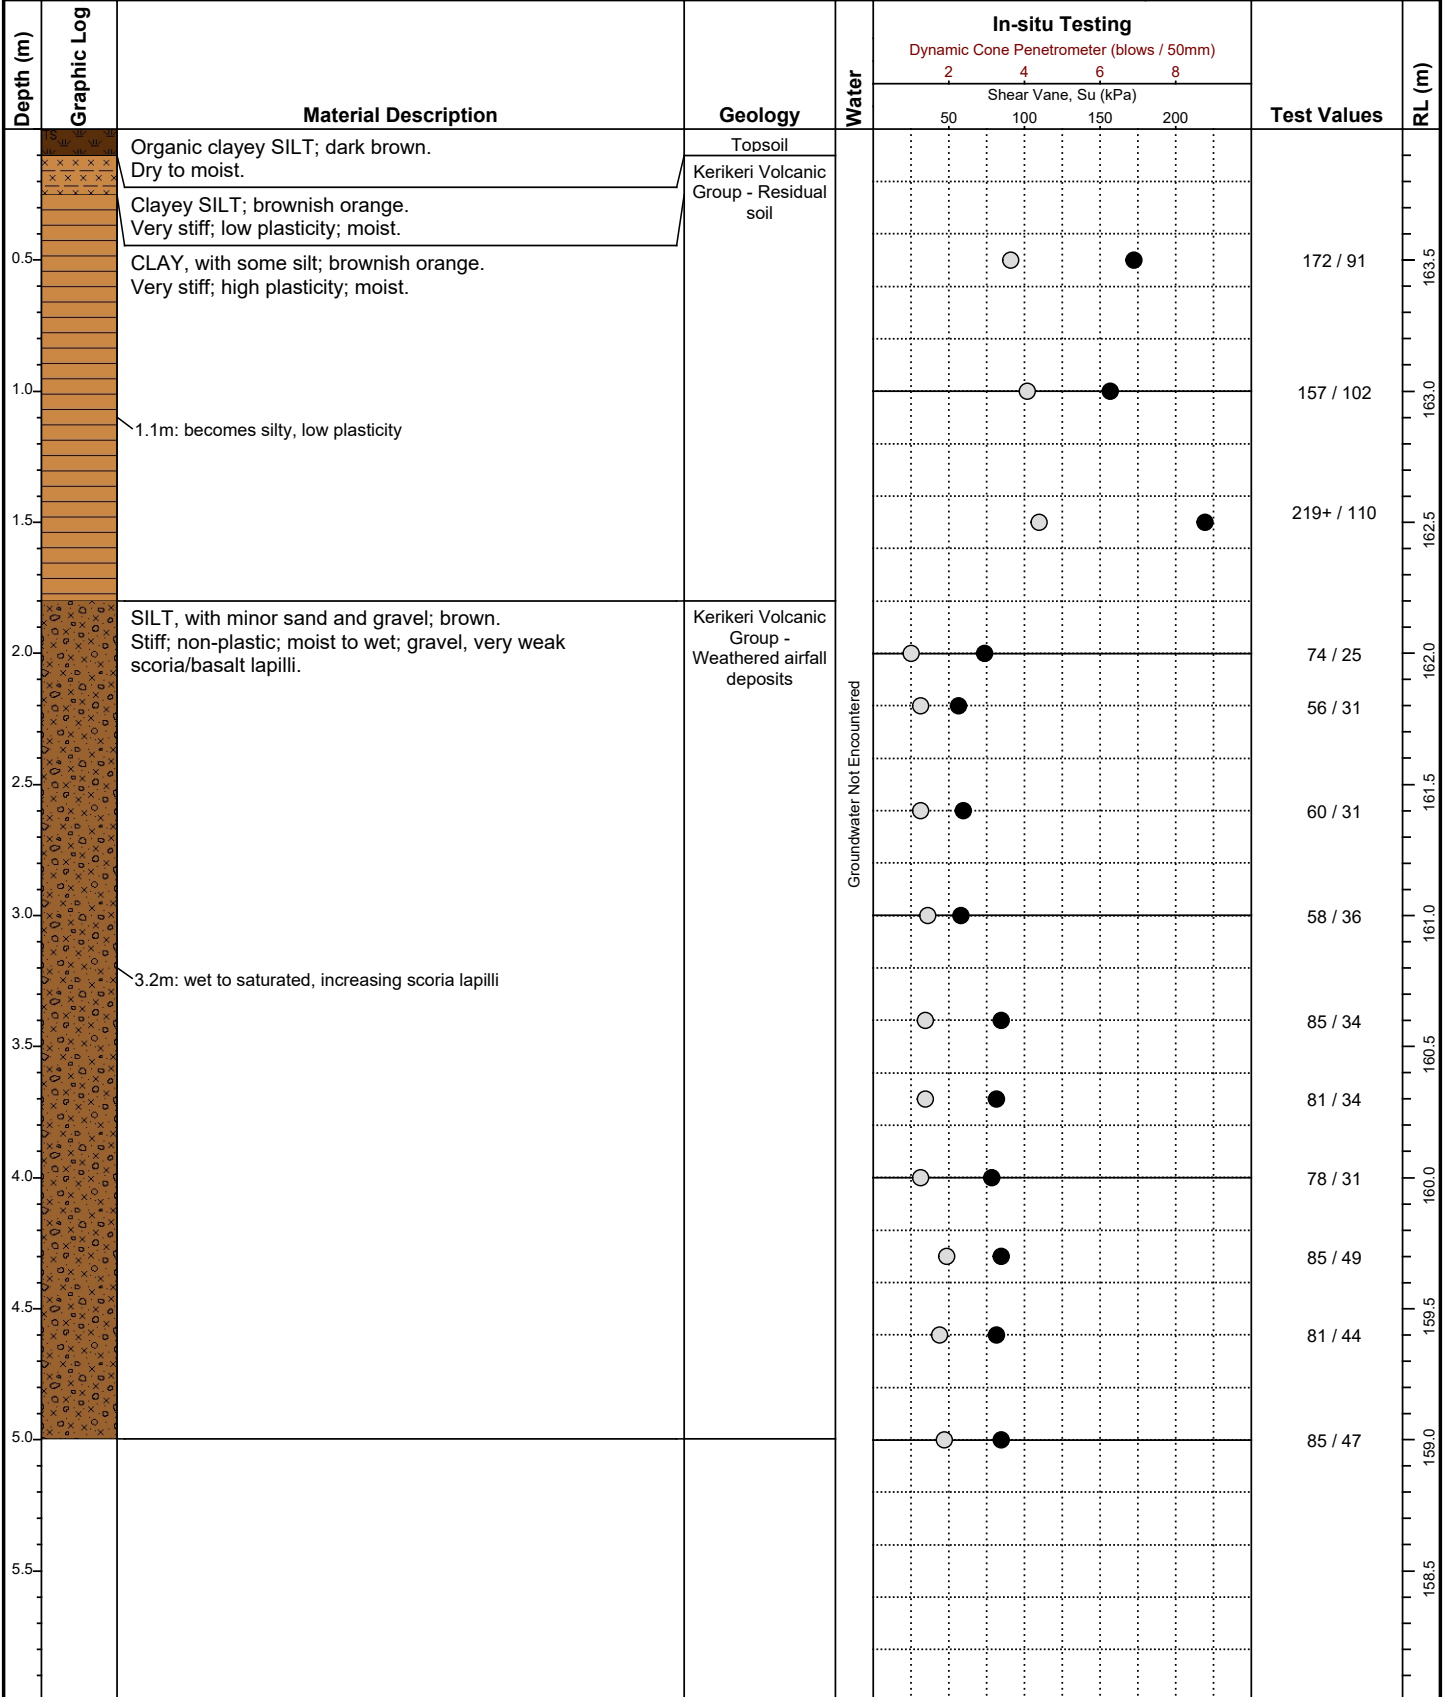 Depth (m)
Graphic Log
Material Description
Geology
Water
In-situ Testing
Dynamic Cone Penetrometer (blows / 50mm)
2 4 6 8
Shear Vane, Su (kPa)
50 100 150 200
Test Values
RL (m)
TS
Organic clayey SILT; dark brown.
Dry to moist.
Topsoil
Clayey SILT; brownish orange.
Very stiff; low plasticity; moist.
Kerikeri Volcanic
Group - Residual
soil
CLAY, with some silt; brownish orange.
Very stiff; high plasticity; moist.
0.5
172 / 91
163.5
1.0
157 / 102
163.0
1.1m: becomes silty, low plasticity
1.5
219+ / 110
162.5
SILT, with minor sand and gravel; brown.
Stiff; non-plastic; moist to wet; gravel, very weak
scoria/basalt lapilli.
Kerikeri Volcanic
Group -
Weathered airfall
deposits
Groundwater Not Encountered
2.0
74 / 25
162.0
56 / 31
2.5
161.5
60 / 31
3.0
58 / 36
161.0
3.2m: wet to saturated, increasing scoria lapilli
85 / 34
3.5
160.5
81 / 34
4.0
78 / 31
160.0
85 / 49
4.5
159.5
81 / 44
5.0
85 / 47
159.0
5.5
158.5